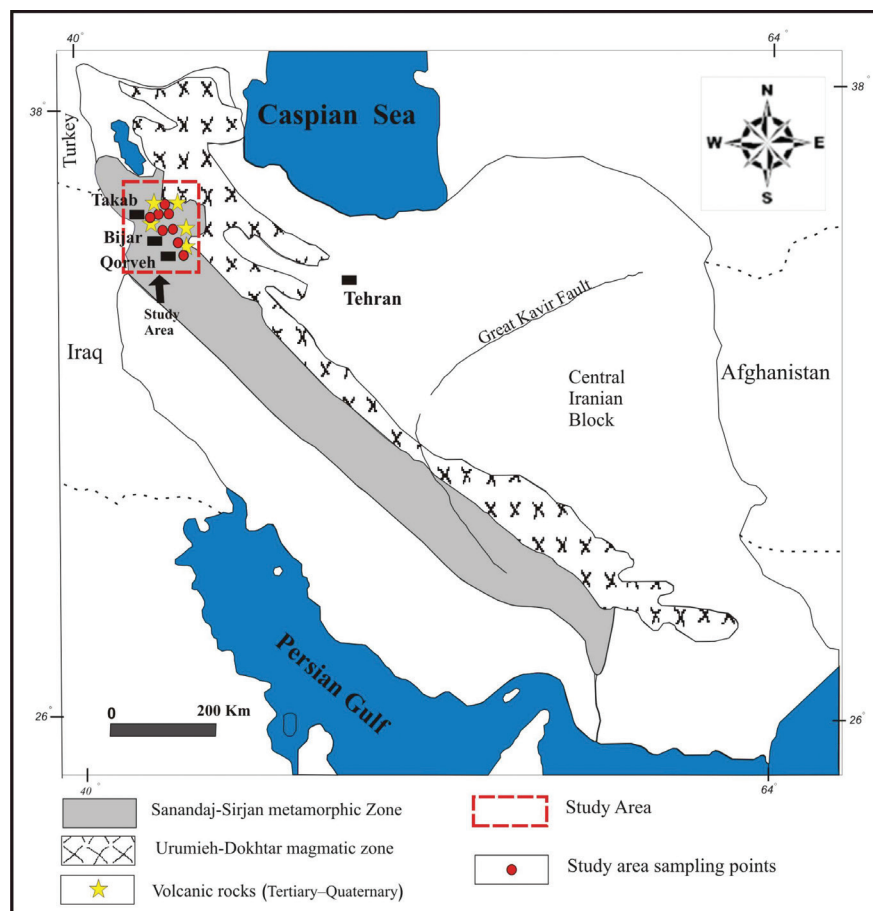 40°
64°
38°
38°
Caspian Sea
Turkey
N
W
E
S
Takab
Bijar
Qorveh
Tehran
Study
Area
Great Kavir Fault
Iraq
Central
Iranian
Block
Afghanistan
Persian Gulf
0
200 Km
26°
26°
40°
64°
Sanandaj-Sirjan metamorphic Zone
Study Area
Urumieh-Dokhtar magmatic zone
Study area sampling points
Volcanic rocks (Tertiary–Quaternary)